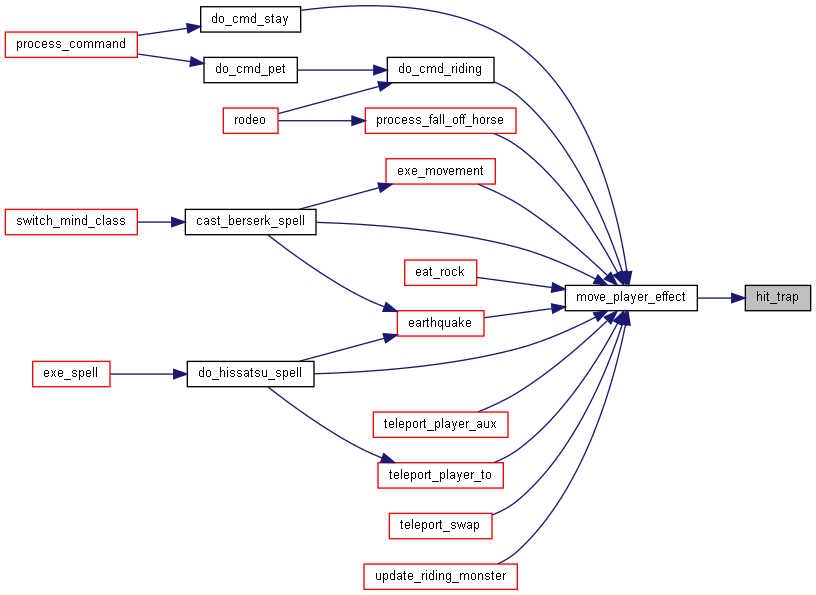 do_cmd_stay
process_command
do_cmd_pet
do_cmd_riding
rodeo
process_fall_off_horse
exe_movement
switch_mind_class
cast_berserk_spell
eat_rock
move_player_effect
hit_trap
earthquake
exe_spell
do_hissatsu_spell
teleport_player_aux
teleport_player_to
teleport_swap
update_riding_monster